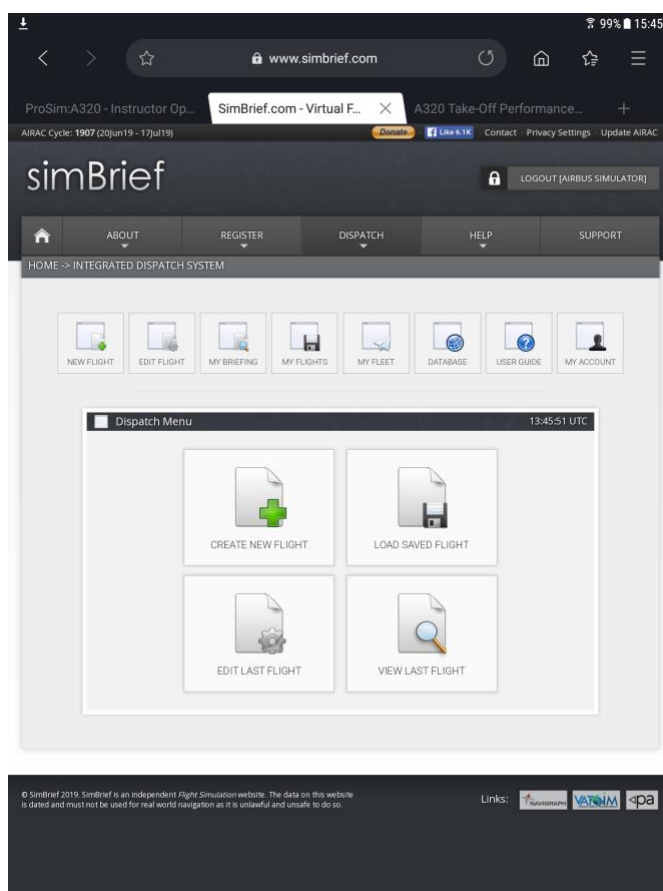 99% 15:45
www.simbrief.com
ProSim:A320 - Instructor Op... SimBrief.com - Virtual F... A320 Take-Off Performance...
AIRAC Cycle: 1907 (20Jun19 - 17Jul19) Donate Like 6.1K Contact Privacy Settings Update AIRAC
simBrief
LOGOUT [AIRBUS SIMULATOR]
ABOUT REGISTER DISPATCH HELP SUPPORT
HOME -> INTEGRATED DISPATCH SYSTEM
NEW FLIGHT EDIT FLIGHT MY BRIEFING MY FLIGHTS MY FLEET DATABASE USER GUIDE MY ACCOUNT
Dispatch Menu 13:45:51 UTC
CREATE NEW FLIGHT LOAD SAVED FLIGHT
EDIT LAST FLIGHT VIEW LAST FLIGHT
© SimBrief 2019. SimBrief is an independent Flight Simulation website. The data on this website
is dated and must not be used for real world navigation as it is unlawful and unsafe to do so.
Links: NAVIGRAPH VATSIM vpa